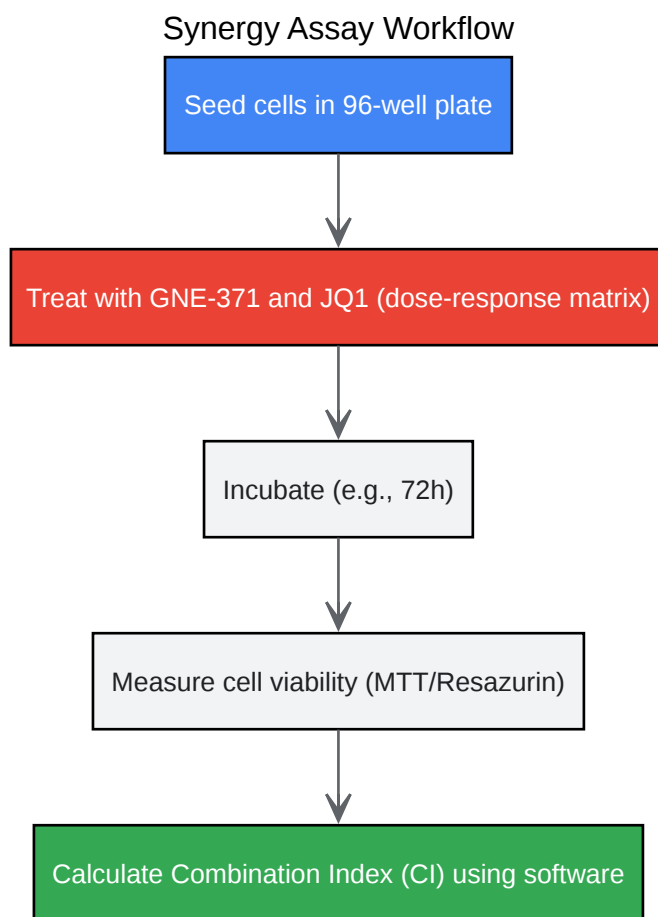 Synergy Assay Workflow
Seed cells in 96-well plate
Treat with GNE-371 and JQ1 (dose-response matrix)
Incubate (e.g., 72h)
Measure cell viability (MTT/Resazurin)
Calculate Combination Index (CI) using software